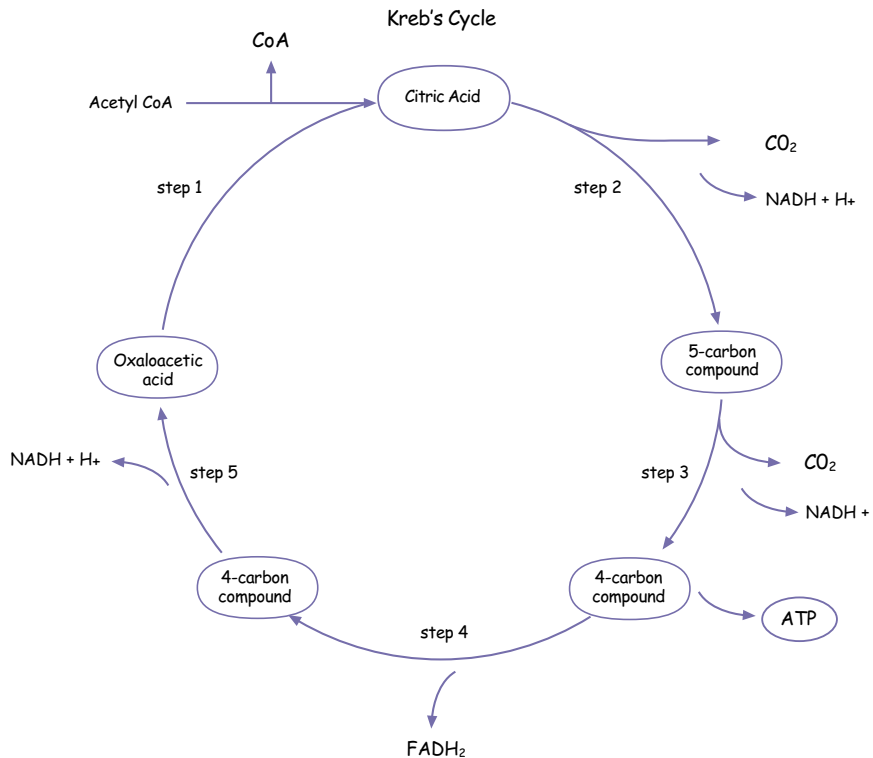 Kreb's Cycle
CoA
Acetyl CoA
Citric Acid
CO₂
step 1
step 2
NADH + H+
Oxaloacetic
acid
5-carbon
compound
NADH + H+
step 5
step 3
CO₂
NADH +
4-carbon
compound
4-carbon
compound
ATP
step 4
FADH₂